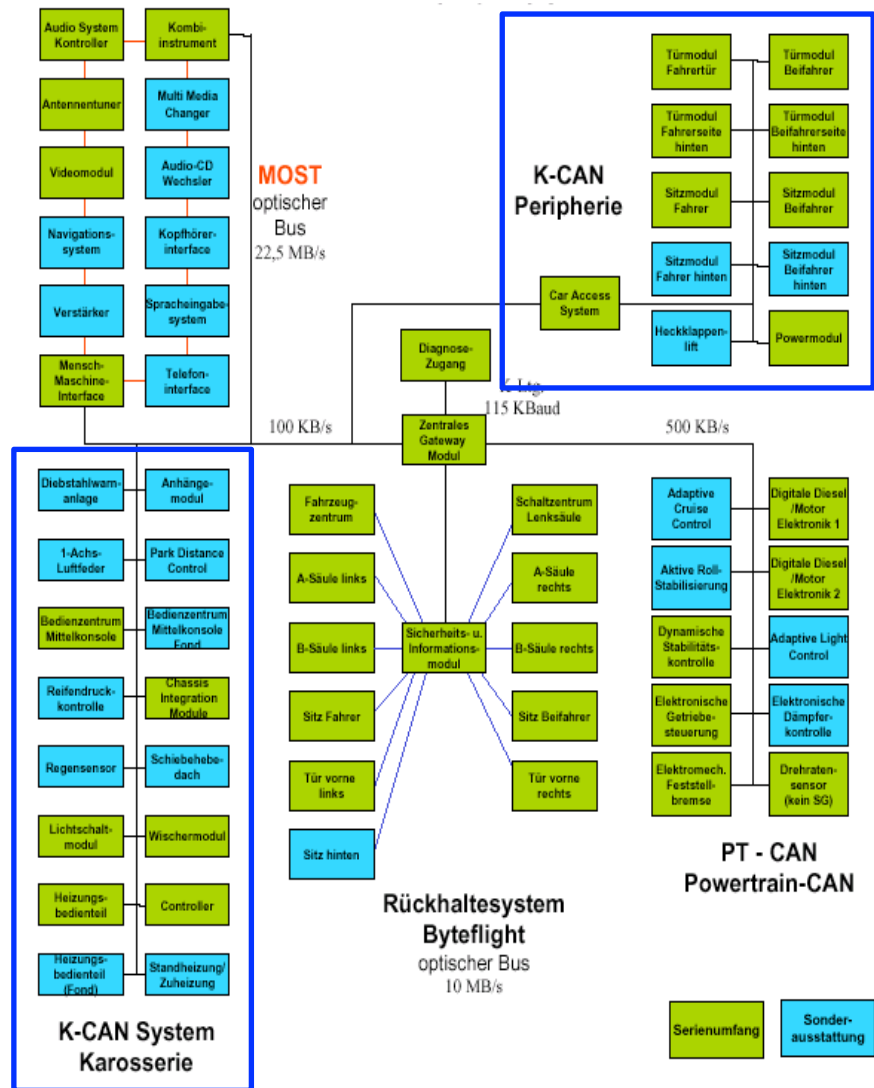 Audio System
Kontroller
Kombi-
instrument
Antennentuner
Multi Media
Changer
Videomodul
Audio-CD
Wechsler
Navigations-
system
Kopfhörer-
interface
Verstärker
Spracheingabe-
system
Mensch-
Maschine-
Interface
Telefon-
interface
MOST
optischer
Bus
22,5 MB/s
K-CAN
Peripherie
Türmodul
Fahrertür
Türmodul
Beifahrer
Türmodul
Fahrerseite
hinten
Türmodul
Beifahrerseite
hinten
Sitzmodul
Fahrer
Sitzmodul
Beifahrer
Sitzmodul
Fahrer hinten
Sitzmodul
Beifahrer
hinten
Car Access
System
Heckklappen-
lift
Powermodul
Diagnose-
Zugang
K-Ltg.
115 KBaud
100 KB/s
Zentrales
Gateway
Modul
500 KB/s
Diebstahlwarn-
anlage
Anhänge-
modul
1-Achs-
Luftfeder
Park Distance
Control
Bedienzentrum
Mittelkonsole
Bedienzentrum
Mittelkonsole
Fond
Reifendruck-
kontrolle
Chassis
Integration
Module
Regensensor
Schiebehebe-
dach
Lichtschalt-
modul
Wischermodul
Heizungs-
bedienteil
Controller
Heizungs-
bedienteil
(Fond)
Standheizung/
Zuheizung
K-CAN System
Karosserie
Fahrzeug-
zentrum
Schaltzentrum
Lenksäule
A-Säule links
A-Säule
rechts
B-Säule links
Sicherheits- u.
Informations-
modul
B-Säule rechts
Sitz Fahrer
Sitz Beifahrer
Tür vorne
links
Tür vorne
rechts
Sitz hinten
Rückhaltesystem
Byteflight
optischer Bus
10 MB/s
Adaptive
Cruise
Control
Digitale Diesel
/Motor
Elektronik 1
Aktive Roll-
Stabilisierung
Digitale Diesel
/Motor
Elektronik 2
Dynamische
Stabilitäts-
kontrolle
Adaptive Light
Control
Elektronische
Getriebe-
steuerung
Elektronische
Dämpfer-
kontrolle
Elektromech.
Feststell-
bremse
Drehraten-
sensor
(kein SG)
PT - CAN
Powertrain-CAN
Serienumfang
Sonder-
ausstattung